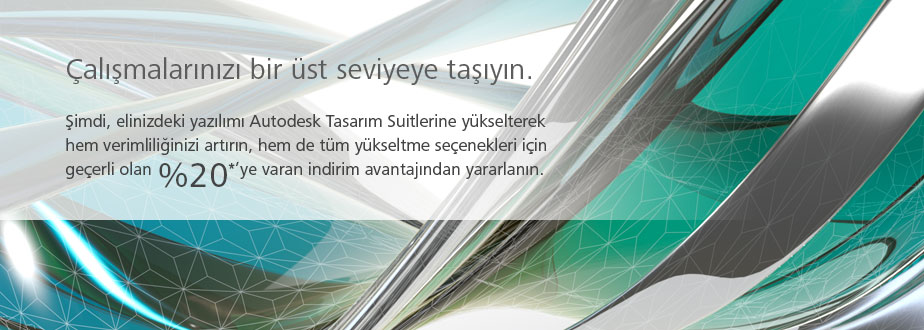 Çalışmalarınızı bir üst seviyeye taşıyın.
Şimdi, elinizdeki yazılımı Autodesk Tasarım Suitlerine yükselterek
hem verimliliğinizi artırın, hem de tüm yükseltme seçenekleri için
geçerli olan %20*'ye varan indirim avantajından yararlanın.